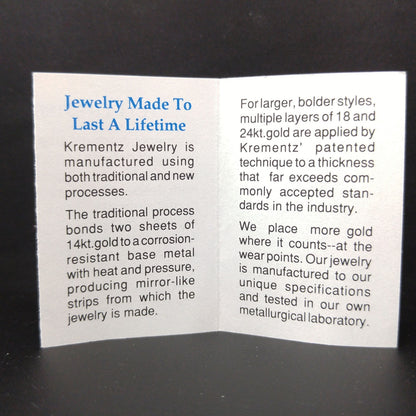 Jewelry Made To
Last A Lifetime
Krementz Jewelry is
manufactured using
both traditional and new
processes.
The traditional process
bonds two sheets of
14kt.gold to a corrosion-
resistant base metal
with heat and pressure,
producing mirror-like
strips from which the
jewelry is made.
For larger, bolder styles,
multiple layers of 18 and
24kt.gold are applied by
Krementz' patented
technique to a thickness
that far exceeds com-
monly accepted stan-
dards in the industry.
We place more gold
where it counts--at the
wear points. Our jewelry
is manufactured to our
unique specifications
and tested in our own
metallurgical laboratory.